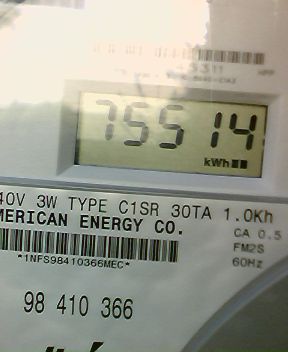 75514
kWh
40V 3W TYPE C1SR 30TA 1.0Kh
MERICAN ENERGY CO.
CA 0.5
FM2S
*1NFS98410366MEC*
60Hz
98 410 366